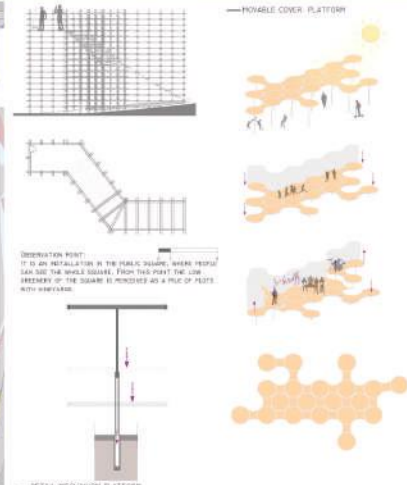 MOVABLE COVER PLATFORM
OBSERVATION POINT:
IT IS AN INSTALLATION IN THE PUBLIC SQUARE, WHERE PEOPLE
CAN SEE THE WHOLE SQUARE. FROM THIS POINT THE LOW
GREENERY OF THE SQUARE IS PERCEIVED AS A PILE OF PLOTS
WITH VINEYARDS.